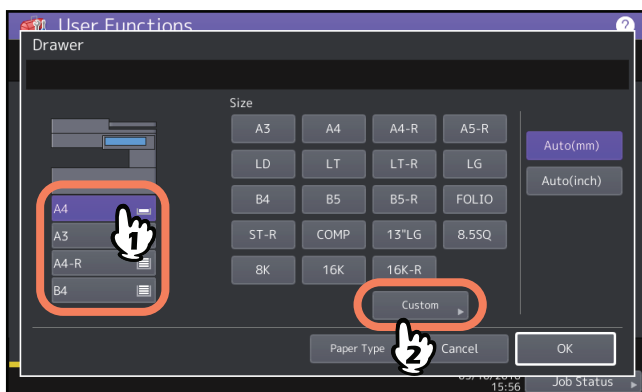 User Functions
?
Drawer
Size
A3 A4 A4-R A5-R
Auto(mm)
LD LT LT-R LG
Auto(inch)
B4 B5 B5-R FOLIO
A4
1
A3
ST-R COMP 13"LG 8.5SQ
A4-R
8K 16K 16K-R
B4
Custom
2
Paper Type Cancel OK
15:56 Job Status